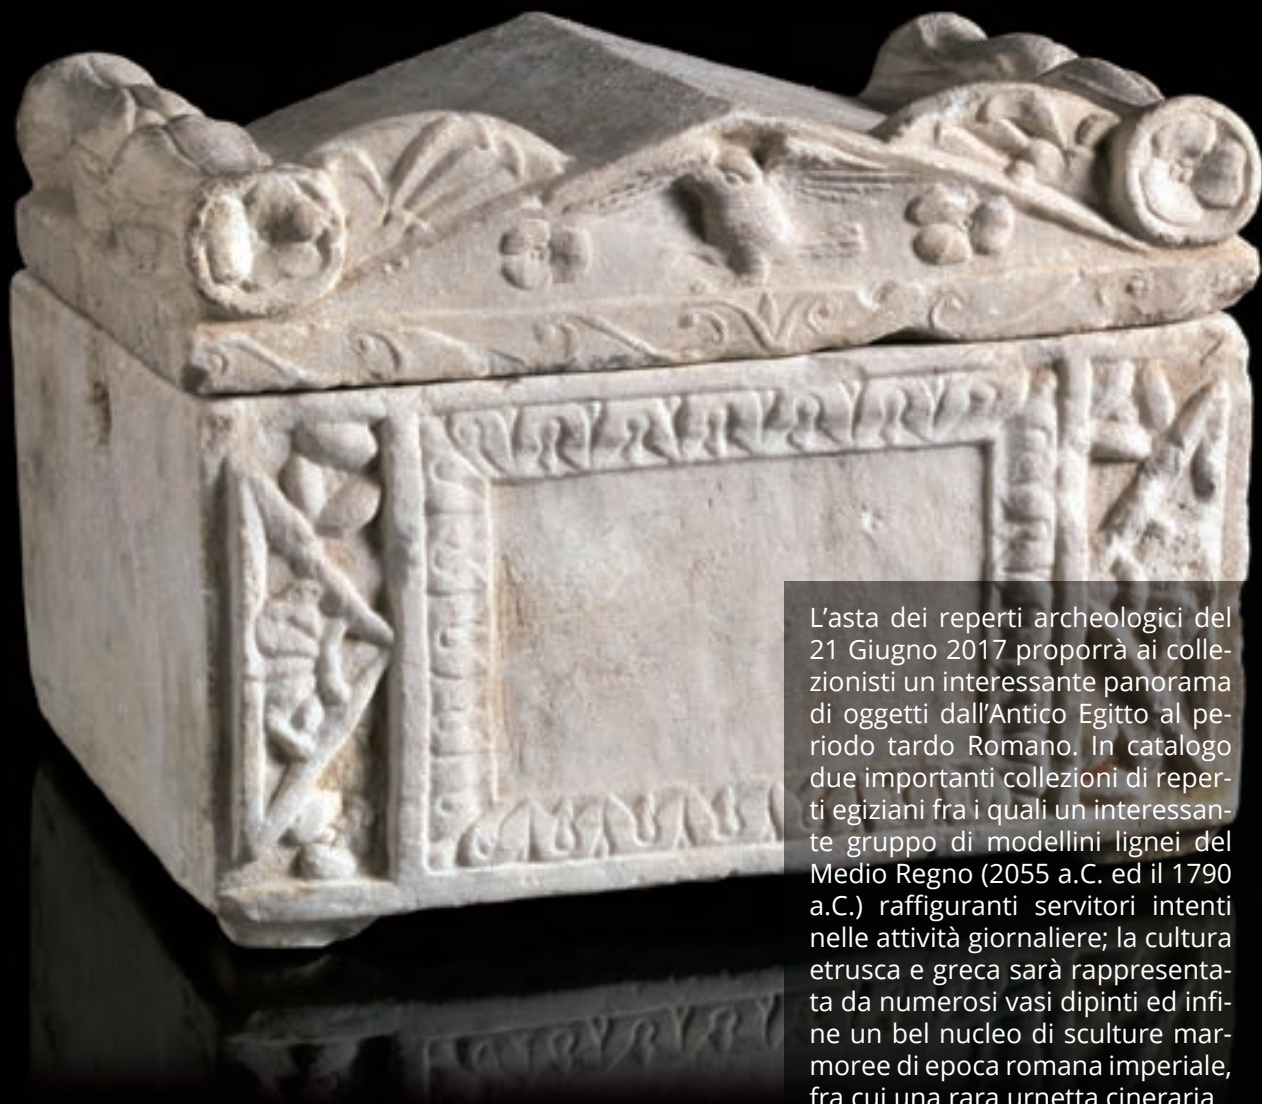 L’asta dei reperti archeologici del
21 Giugno 2017 proporrà ai colle-
zionisti un interessante panorama
di oggetti dall’Antico Egitto al pe-
riodo tardo Romano. In catalogo
due importanti collezioni di reper-
ti egiziani fra i quali un interessan-
te gruppo di modellini lignei del
Medio Regno (2055 a.C. ed il 1790
a.C.) raffiguranti servitori intenti
nelle attività giornaliere; la cultura
etrusca e greca sarà rappresenta-
ta da numerosi vasi dipinti ed infi-
ne un bel nucleo di sculture mar-
moree di epoca romana imperiale,
fra cui una rara urnetta cineraria